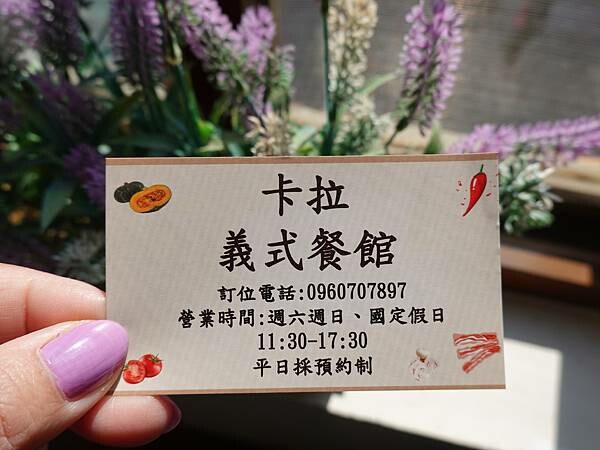 卡拉
義式餐館
訂位電話:0960707897
營業時間:週六週日、國定假日
11:30-17:30
平日採預約制